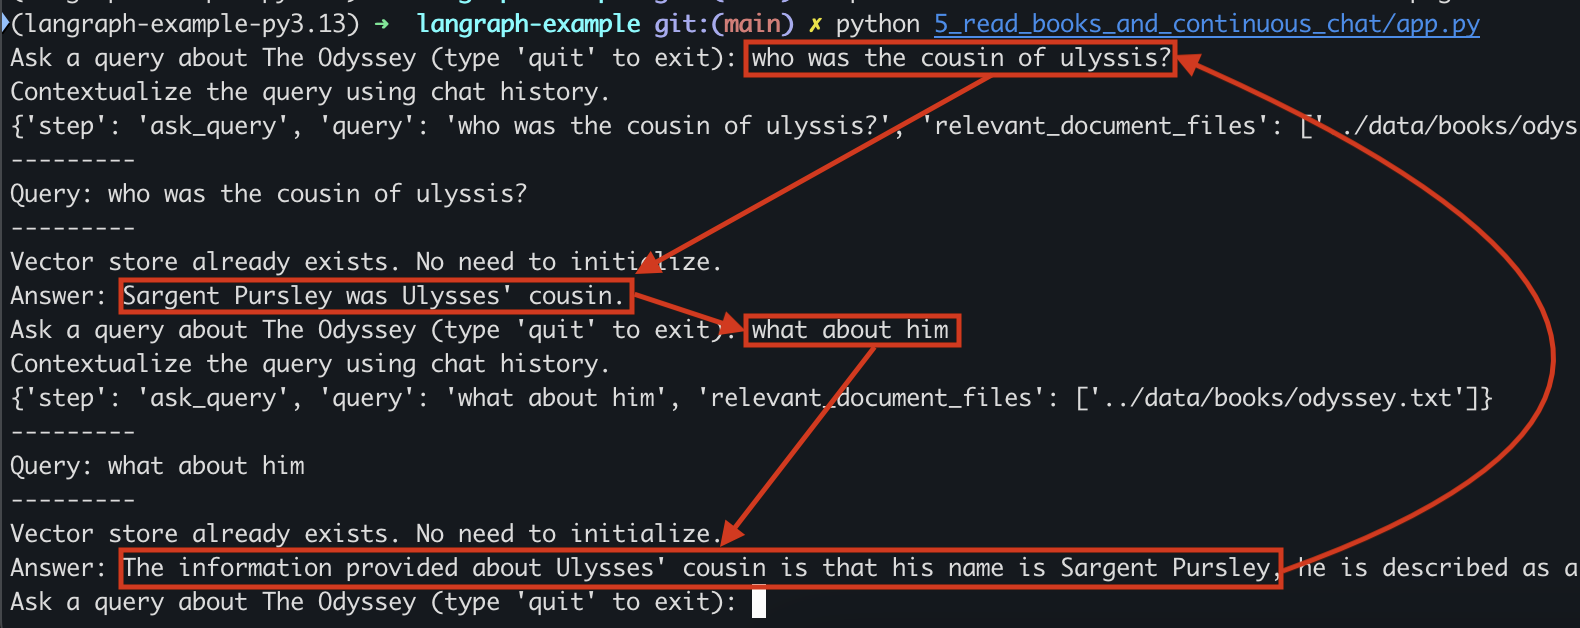 (langraph-example-py3.13) ➜ langraph-example git:(main) ✗ python 5_read_books_and_continuous_chat/app.py
Ask a query about The Odyssey (type 'quit' to exit): who was the cousin of ulyssis?
Contextualize the query using chat history.
{'step': 'ask_query', 'query': 'who was the cousin of ulyssis?', 'relevant_document_files': ['../data/books/odys
---------
Query: who was the cousin of ulyssis?
---------
Vector store already exists. No need to initialize.
Answer: Sargent Pursley was Ulysses' cousin.
Ask a query about The Odyssey (type 'quit' to exit): what about him
Contextualize the query using chat history.
{'step': 'ask_query', 'query': 'what about him', 'relevant_document_files': ['../data/books/odyssey.txt']}
---------
Query: what about him
---------
Vector store already exists. No need to initialize.
Answer: The information provided about Ulysses' cousin is that his name is Sargent Pursley, he is described as a
Ask a query about The Odyssey (type 'quit' to exit):